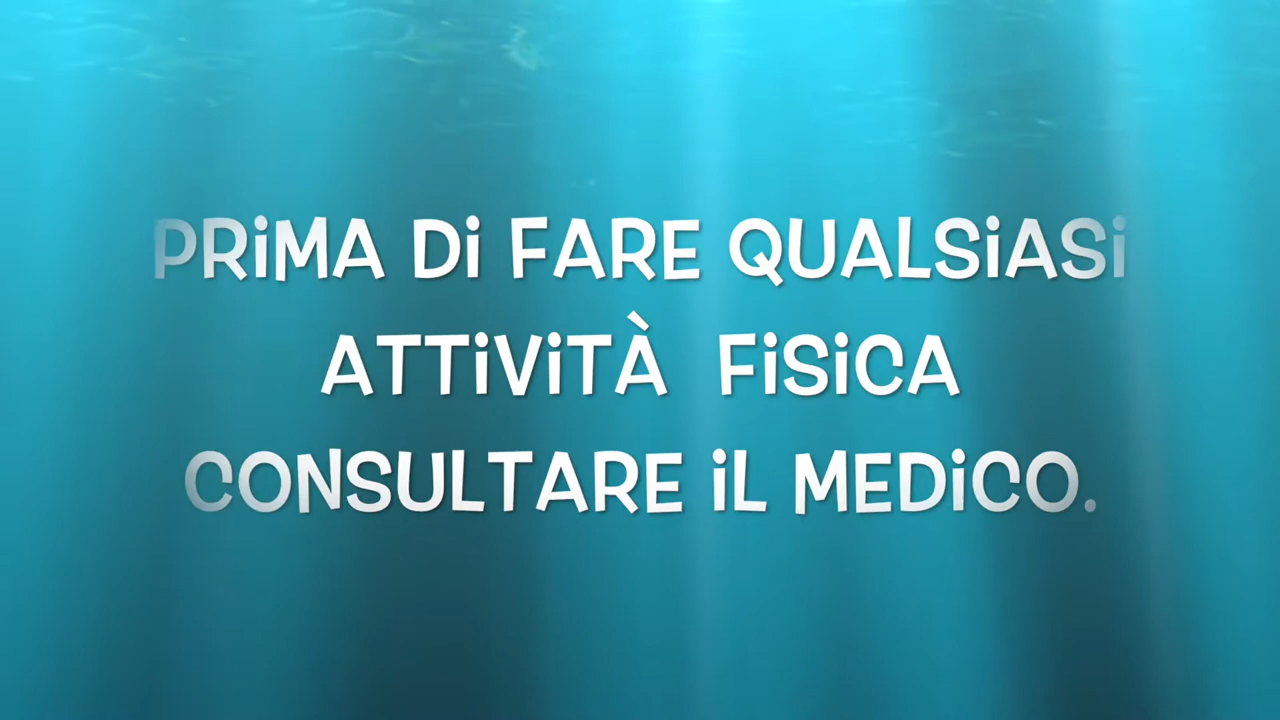 PRiMA Di FARE QUALSiASi
ATTiViTÀ FiSiCA
CONSULTARE iL MEDiCO.